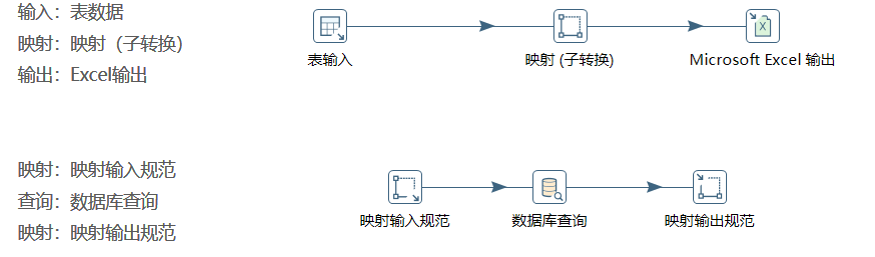 输入：表数据
映射：映射（子转换）
输出：Excel输出
表输入
映射 (子转换)
Microsoft Excel 输出
映射：映射输入规范
查询：数据库查询
映射：映射输出规范
映射输入规范
数据库查询
映射输出规范